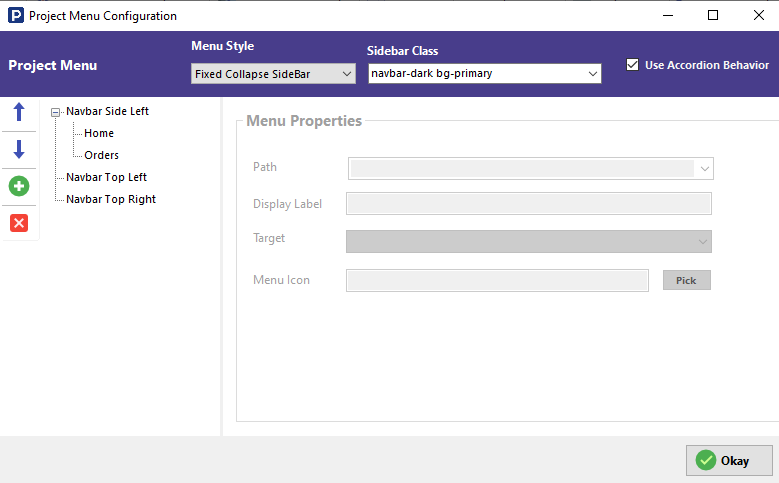 Project Menu Configuration
Menu Style
Sidebar Class
Project Menu
Fixed Collapse SideBar
navbar-dark bg-primary
Use Accordion Behavior
Navbar Side Left
Home
Orders
Navbar Top Left
Navbar Top Right
Menu Properties
Path
Display Label
Target
Menu Icon
Pick
Okay